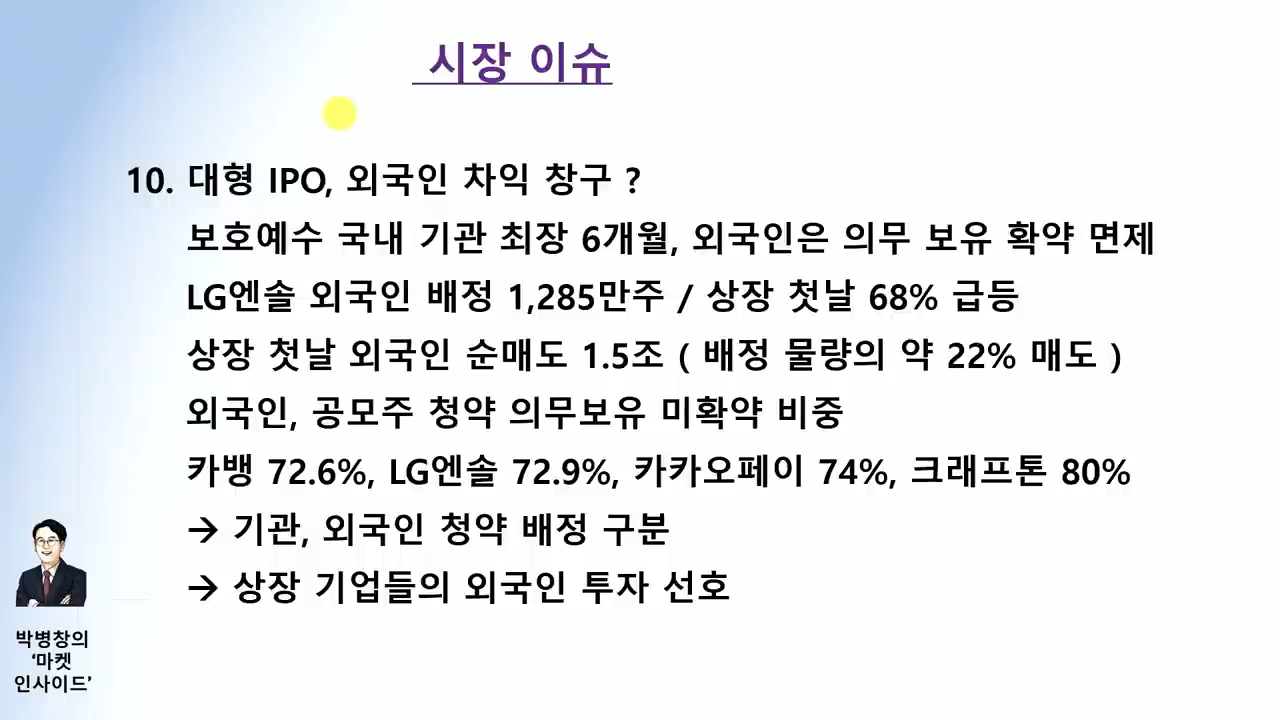 시장 이슈
10. 대형 IPO, 외국인 차익 창구 ?
보호예수 국내 기관 최장 6개월, 외국인은 의무 보유 확약 면제
LG엔솔 외국인 배정 1,285만주 / 상장 첫날 68% 급등
상장 첫날 외국인 순매도 1.5조 ( 배정 물량의 약 22% 매도 )
외국인, 공모주 청약 의무보유 미확약 비중
카뱅 72.6%, LG엔솔 72.9%, 카카오페이 74%, 크래프톤 80%
→ 기관, 외국인 청약 배정 구분
→ 상장 기업들의 외국인 투자 선호
박병창의
‘마켓
인사이드’